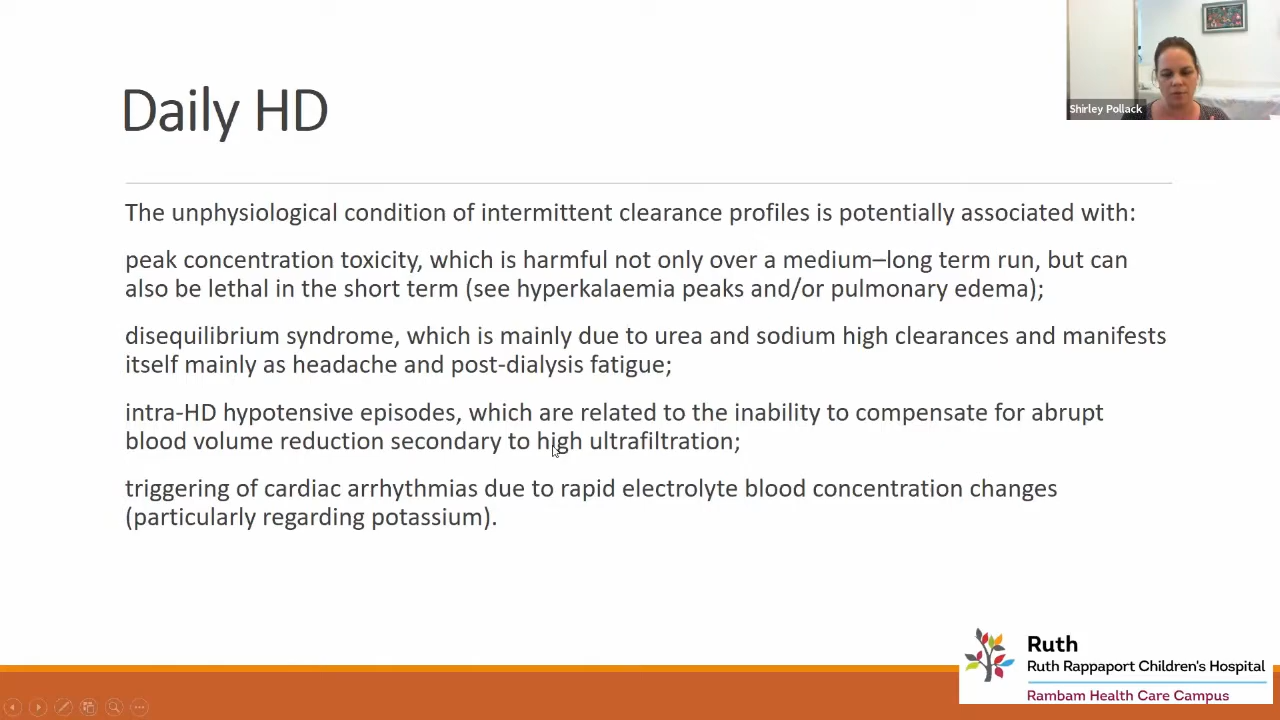 Shirley Pollack
Daily HD
The unphysiological condition of intermittent clearance profiles is potentially associated with:
peak concentration toxicity, which is harmful not only over a medium–long term run, but can
also be lethal in the short term (see hyperkalaemia peaks and/or pulmonary edema);
disequilibrium syndrome, which is mainly due to urea and sodium high clearances and manifests
itself mainly as headache and post-dialysis fatigue;
intra-HD hypotensive episodes, which are related to the inability to compensate for abrupt
blood volume reduction secondary to high ultrafiltration;
triggering of cardiac arrhythmias due to rapid electrolyte blood concentration changes
(particularly regarding potassium).
Ruth
Ruth Rappaport Children's Hospital
Rambam Health Care Campus